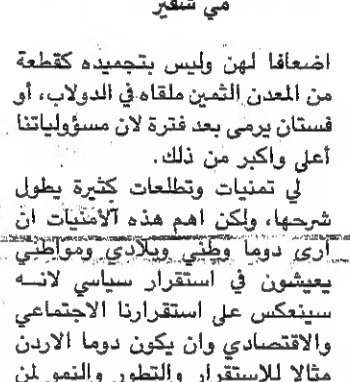 مي شقير
اضعافا لهن وليس بتجميده كقطعة
من المعدن الثمين ملقاه في الدولاب، أو
فستان يرمى بعد فترة لان مسؤولياتنا
أعلى واكبر من ذلك.
لي تمنيات وتطلعات كثيرة يطول
شرحها، ولكن اهم هذه الامنيات ان
ارى دوما وطني وبلادي ومواطني
يعيشون في استقرار سياسي لانه
سينعكس على استقرارنا الاجتماعي
والاقتصادي وان يكون دوما الاردن
مثالا للاستقرار والتطور والنمو لمن